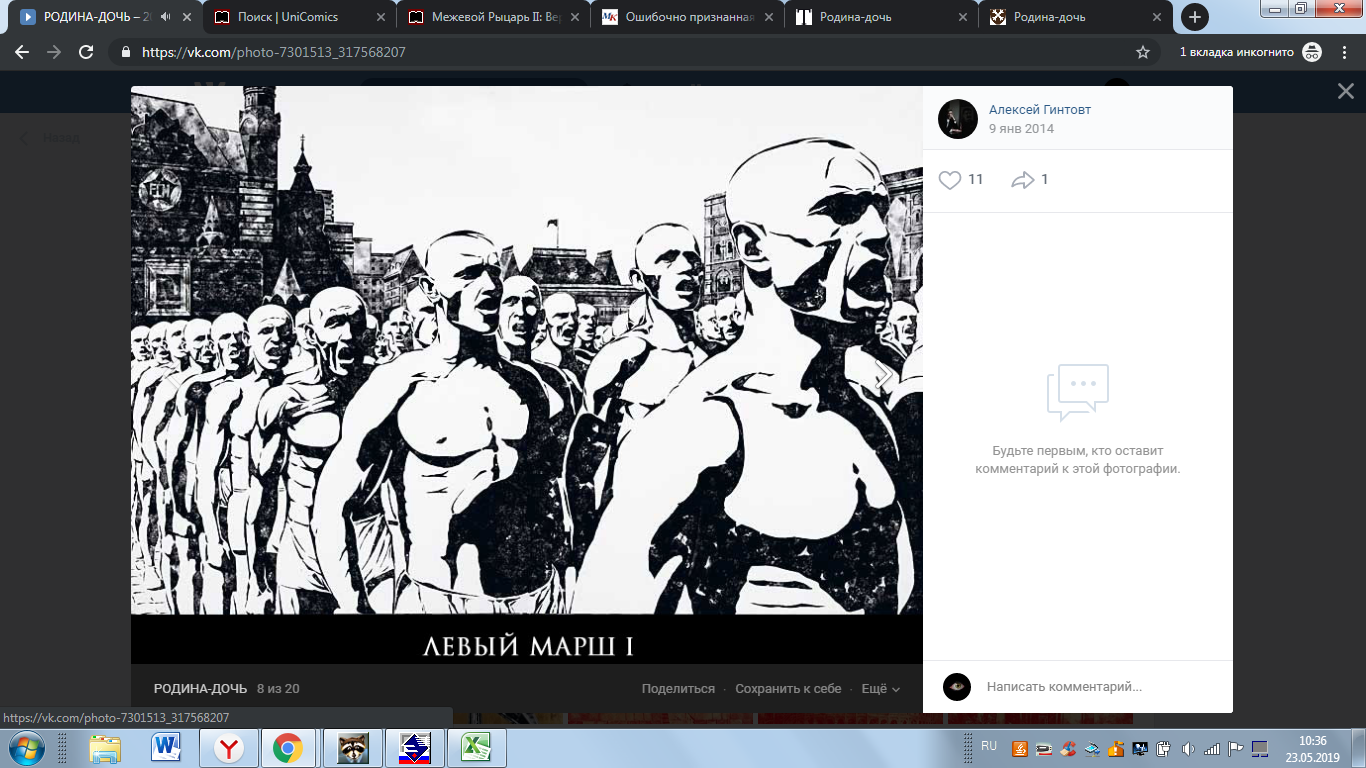 РОДИНА-ДОЧЬ – 20
Поиск | UniComics
Межевой Рыцарь II: Вер
Ошибочно признанная
Родина-дочь
Родина-дочь
https://vk.com/photo-7301513_317568207
1 вкладка инкогнито
Назад
Алексей Гинтовт
9 янв 2014
11
1
Будьте первым, кто оставит
комментарий к этой фотографии.
ЛЕВЫЙ МАРШ I
РОДИНА-ДОЧЬ 8 из 20
Поделиться · Сохранить к себе · Ещё
Написать комментарий...
https://vk.com/photo-7301513_317568207
RU
10:36
23.05.2019